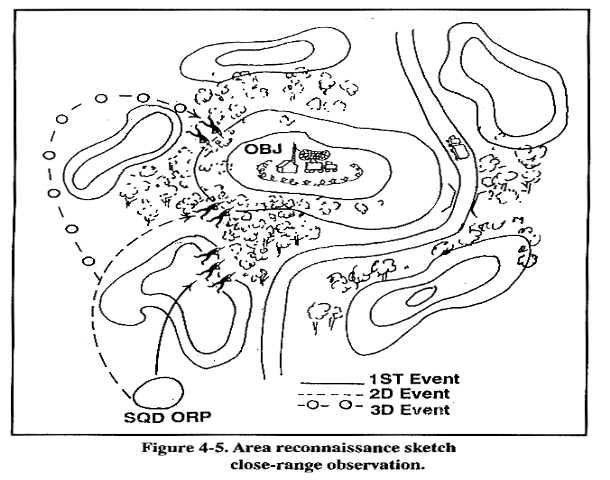 OBJ
SQD ORP
1ST Event
2D Event
3D Event
Figure 4-5. Area reconnaissance sketch
close-range observation.